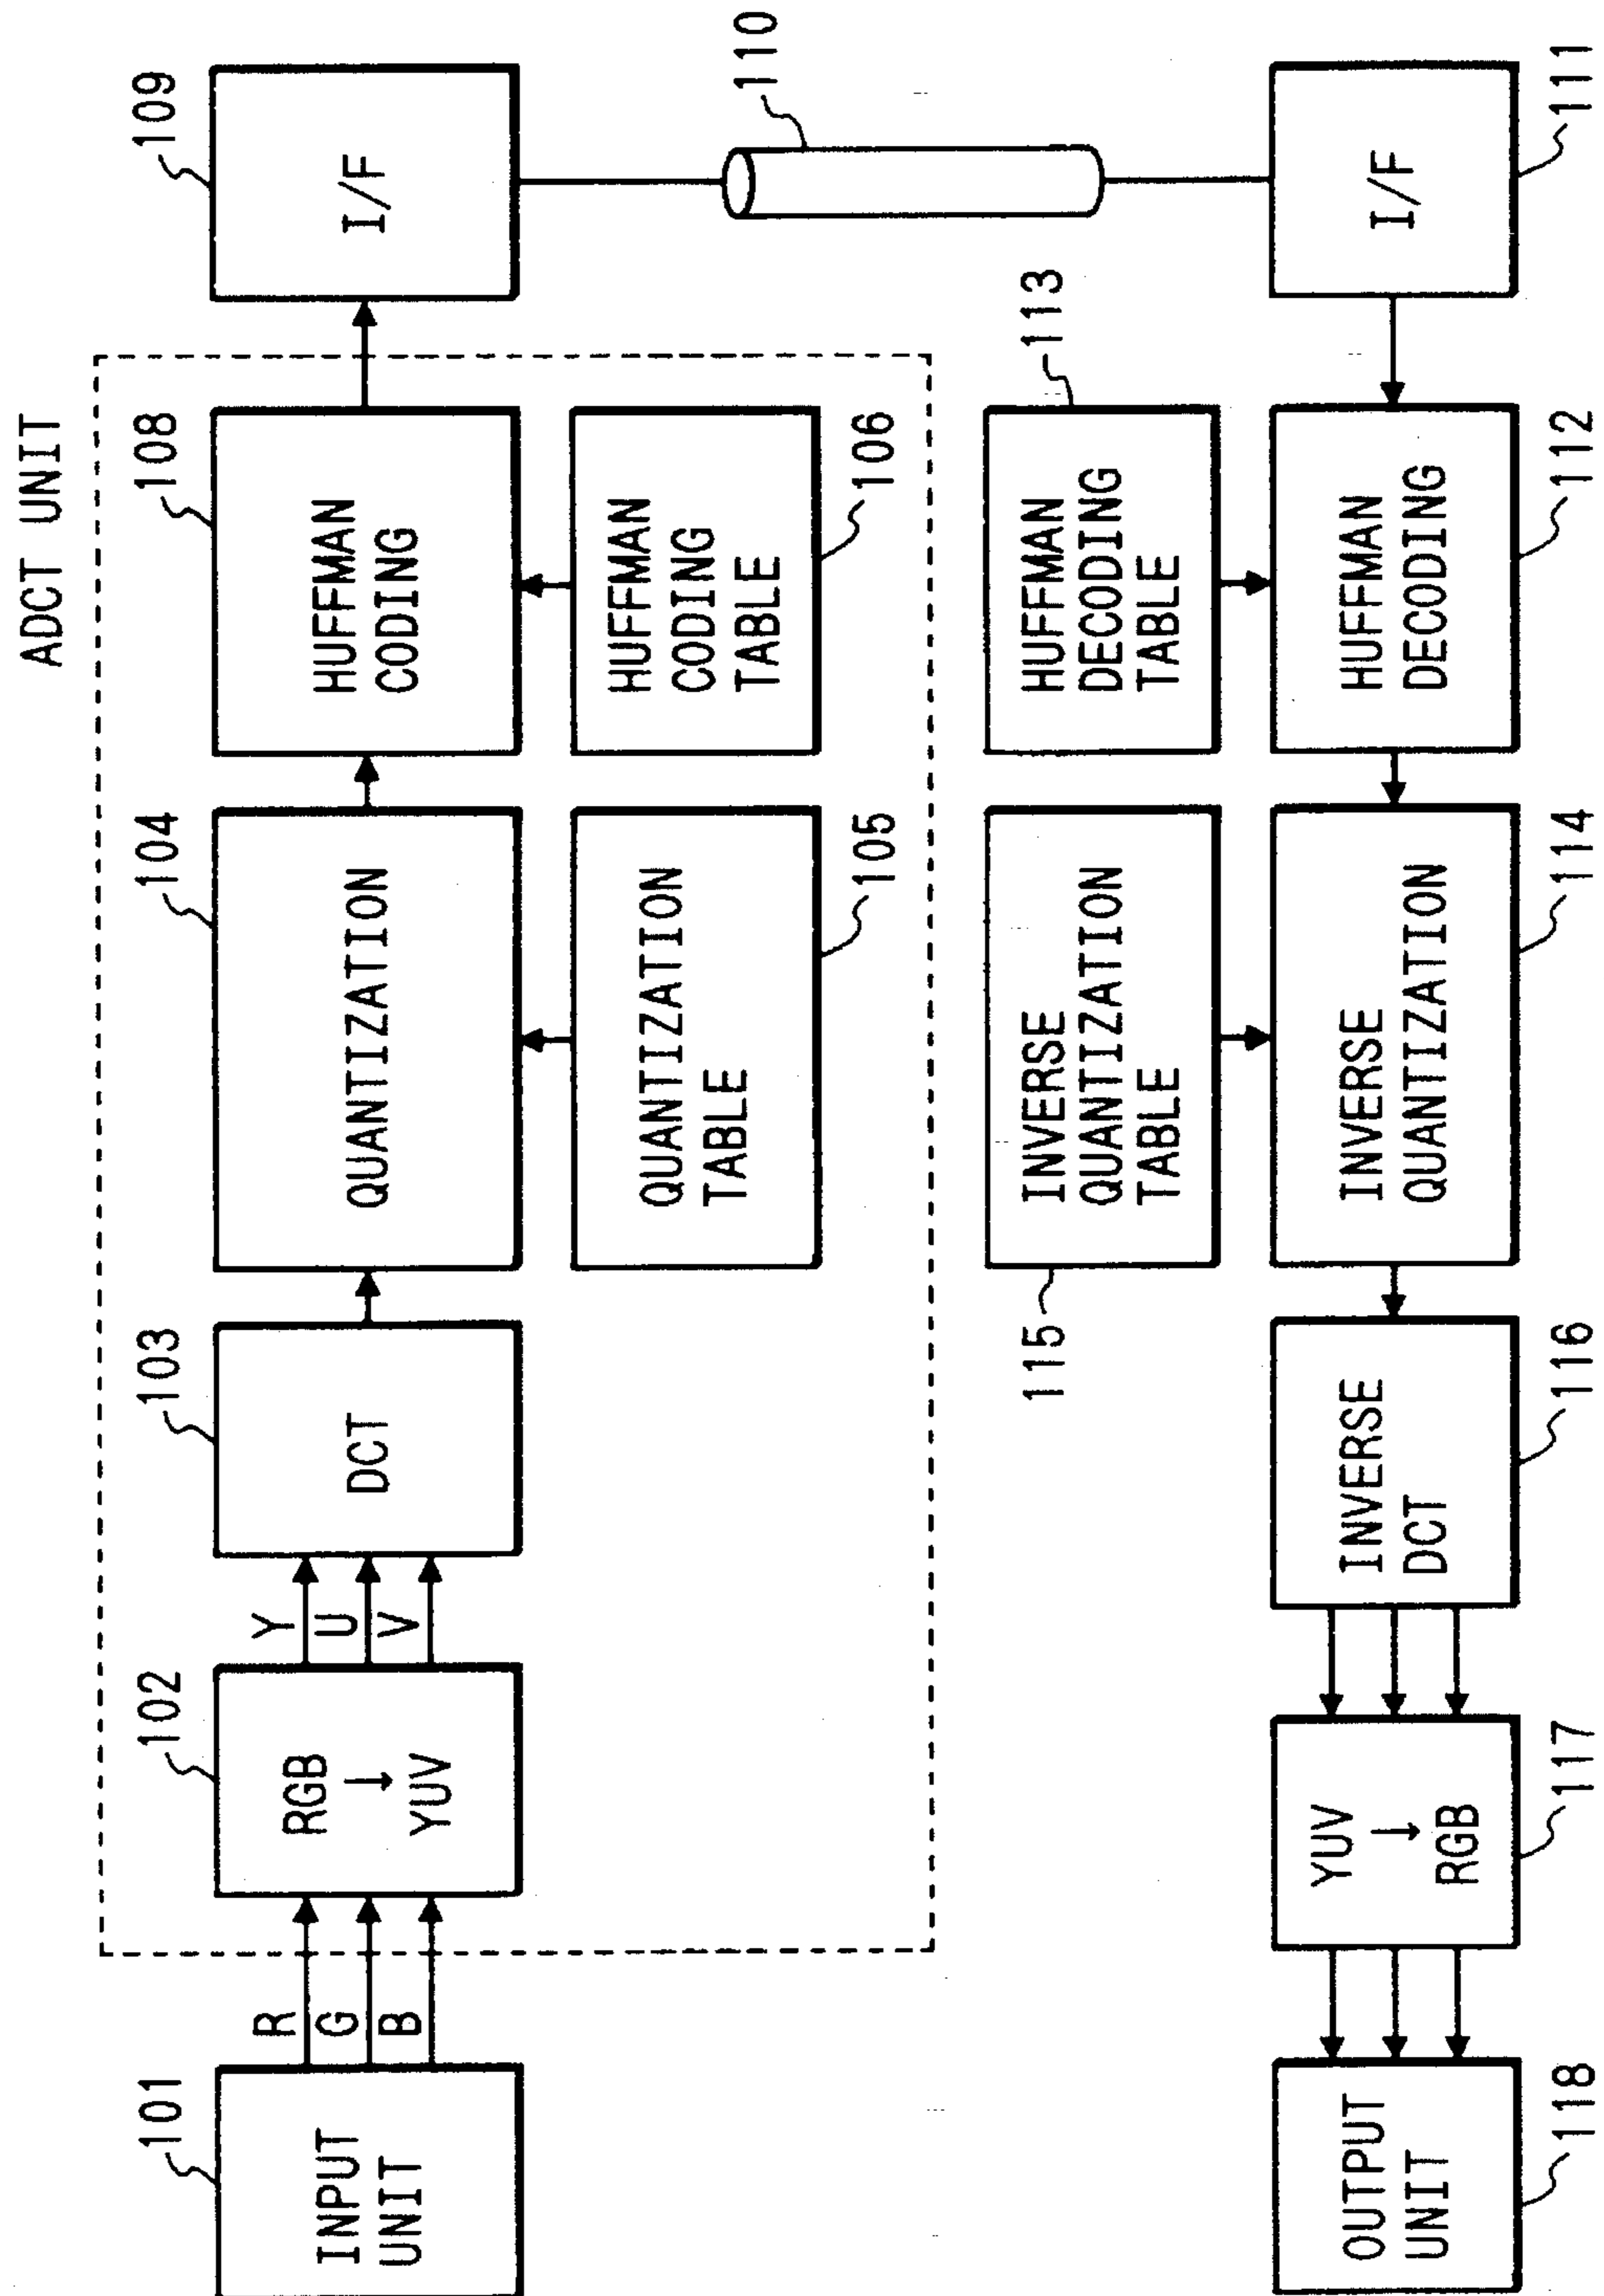 ADCT UNIT
101
INPUT
UNIT
R
G
B
102
RGB
→
YUV
Y
U
V
103
DCT
104
QUANTIZATION
QUANTIZATION
TABLE
105
108
HUFFMAN
CODING
HUFFMAN
CODING
TABLE
106
109
I/F
110
I/F
111
113
HUFFMAN
DECODING
TABLE
HUFFMAN
DECODING
112
115
INVERSE
QUANTIZATION
TABLE
INVERSE
QUANTIZATION
114
INVERSE
DCT
116
YUV
→
RGB
117
OUTPUT
UNIT
118